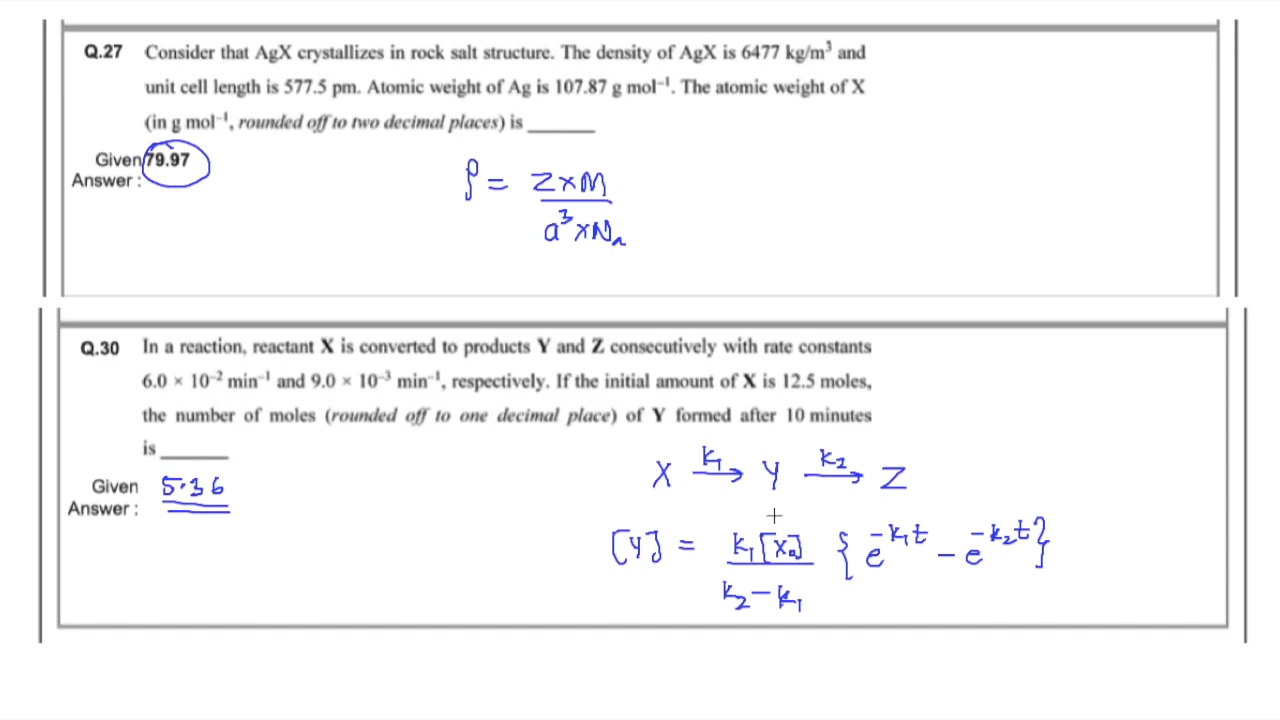 Q.27 Consider that AgX crystallizes in rock salt structure. The density of AgX is 6477 kg/m³ and
unit cell length is 577.5 pm. Atomic weight of Ag is 107.87 g mol⁻¹. The atomic weight of X
(in g mol⁻¹, rounded off to two decimal places) is ______
Given 79.97
Answer :
ρ = Z×M / a³×Nₐ
Q.30 In a reaction, reactant X is converted to products Y and Z consecutively with rate constants
6.0 × 10⁻² min⁻¹ and 9.0 × 10⁻³ min⁻¹, respectively. If the initial amount of X is 12.5 moles,
the number of moles (rounded off to one decimal place) of Y formed after 10 minutes
is ______
X →k₁ Y →k₂ Z
Given 5.36
Answer :
[Y] = k₁[X₀] / k₂-k₁ {e^-k₁t - e^-k₂t}